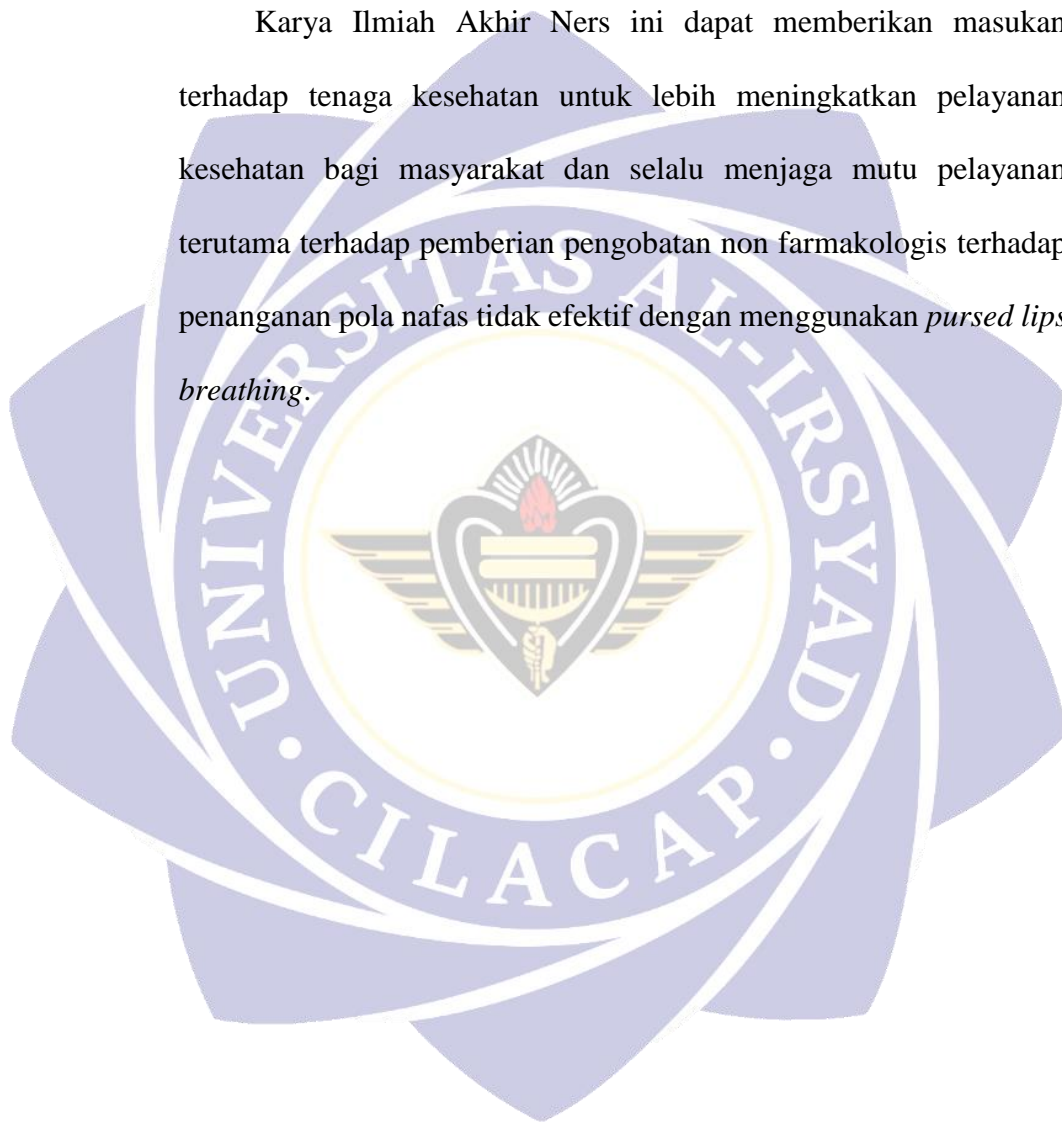 Karya Ilmiah Akhir Ners ini dapat memberikan masukan
terhadap tenaga kesehatan untuk lebih meningkatkan pelayanan
kesehatan bagi masyarakat dan selalu menjaga mutu pelayanan
terutama terhadap pemberian pengobatan non farmakologis terhadap
penanganan pola nafas tidak efektif dengan menggunakan pursed lips
breathing.
UNIVERSITAS AL-IRSYAD
• CILACAP •